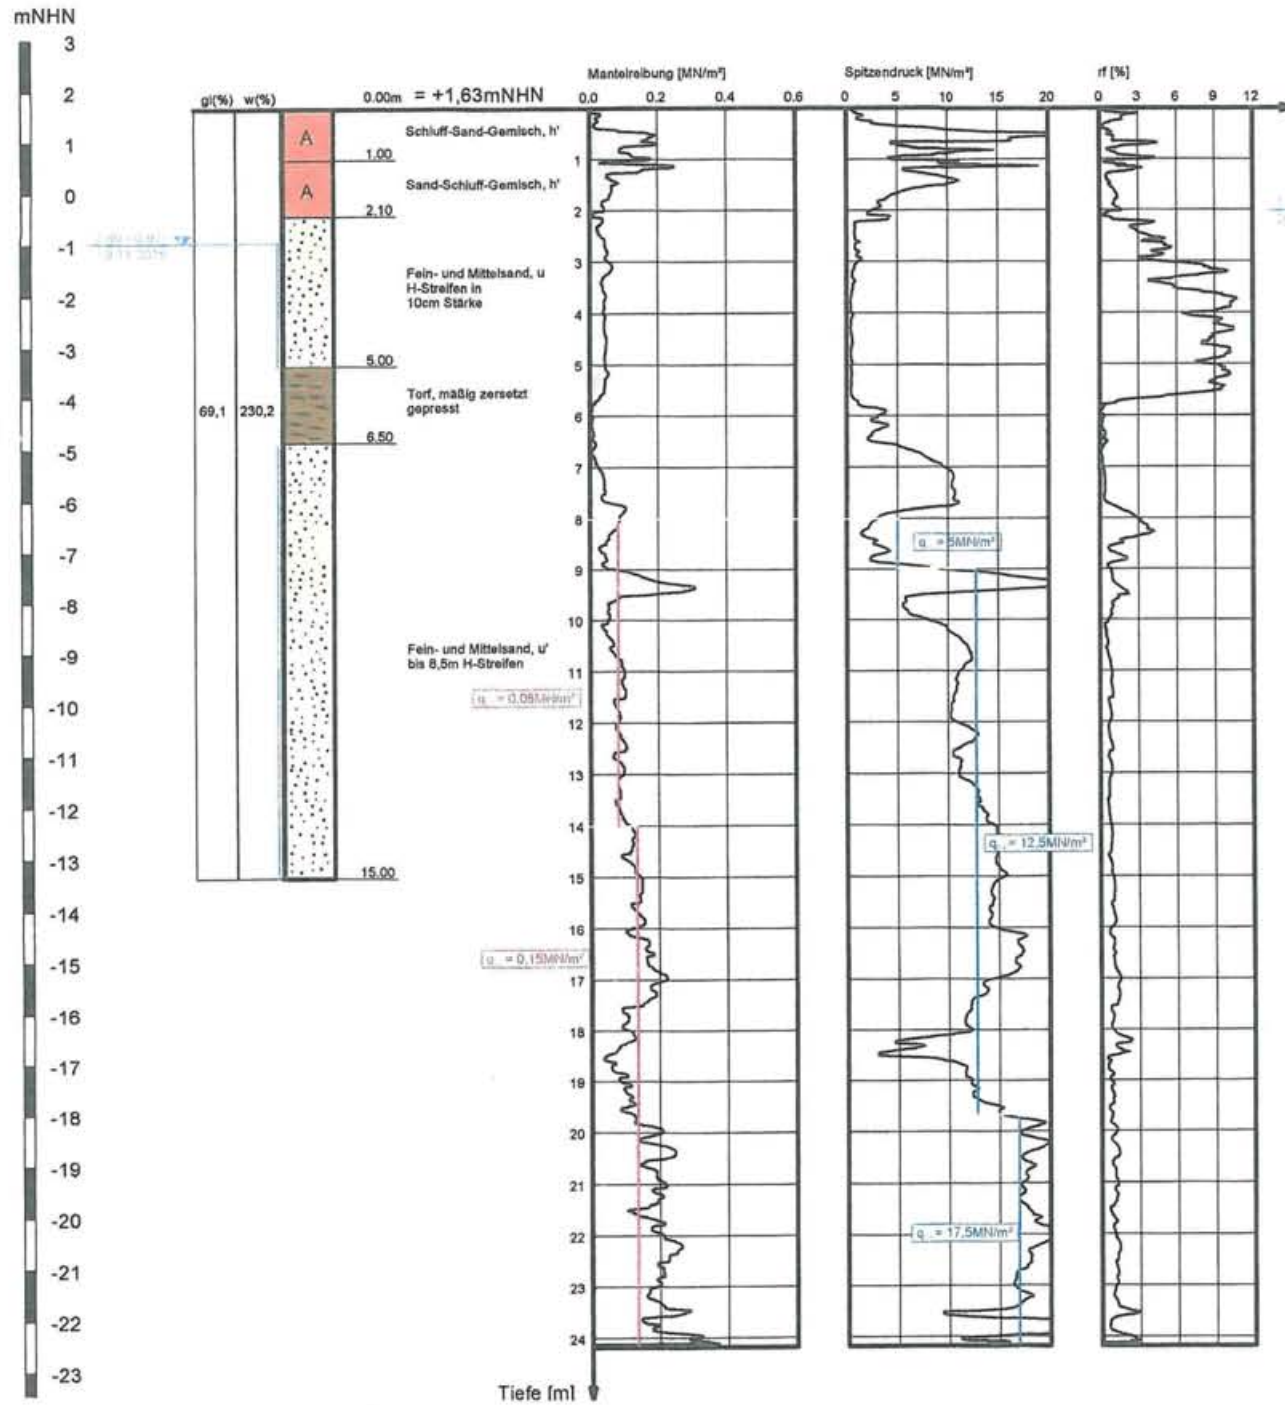 mNHN
3
2
1
0
-1
-2
-3
-4
-5
-6
-7
-8
-9
-10
-11
-12
-13
-14
-15
-16
-17
-18
-19
-20
-21
-22
-23
gl(%) w(%)
0.00m = +1,63mNHN
A
Schluff-Sand-Gemisch, h'
1.00
A
Sand-Schluff-Gemisch, h'
2.10
Fein- und Mittelsand, u
H-Streifen in
10cm Stärke
5.00
69,1 230,2
Torf, mäßig zersetzt
gepresst
6.50
Fein- und Mittelsand, u'
bis 8,5m H-Streifen
15.00
Mantelreibung [MN/m²]
0,0 0.2 0.4 0.6
1
2
3
4
5
6
7
8
9
10
11
12
13
14
15
16
17
18
19
20
21
22
23
24
Tiefe [m]
= 0,08MN/m²
= 0,15MN/m²
Spitzendruck [MN/m²]
0 5 10 15 20
q = 5MN/m²
q = 12,5MN/m²
q = 17,5MN/m²
rf [%]
0 3 6 9 12